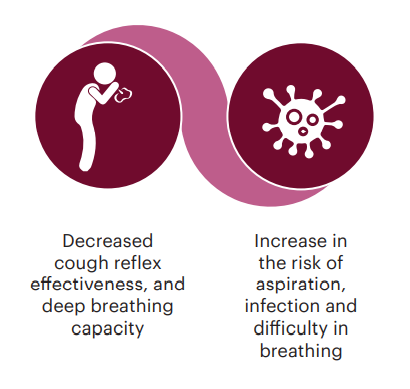 Decreased
cough reflex
effectiveness, and
deep breathing
capacity
Increase in
the risk of
aspiration,
infection and
difficulty in
breathing